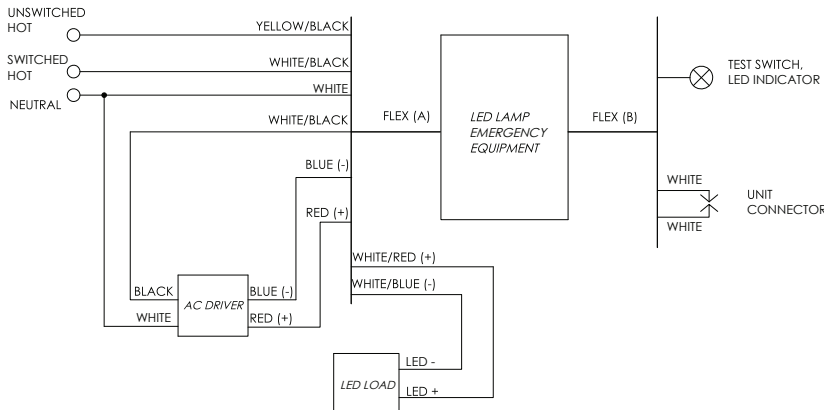 UNSWITCHED
HOT
YELLOW/BLACK
SWITCHED
HOT
WHITE/BLACK
NEUTRAL
WHITE
WHITE/BLACK
BLUE (-)
RED (+)
FLEX (A)
LED LAMP
EMERGENCY
EQUIPMENT
FLEX (B)
TEST SWITCH,
LED INDICATOR
WHITE
WHITE
UNIT
CONNECTOR
WHITE/RED (+)
WHITE/BLUE (-)
BLACK
WHITE
AC DRIVER
BLUE (-)
RED (+)
LED LOAD
LED -
LED +